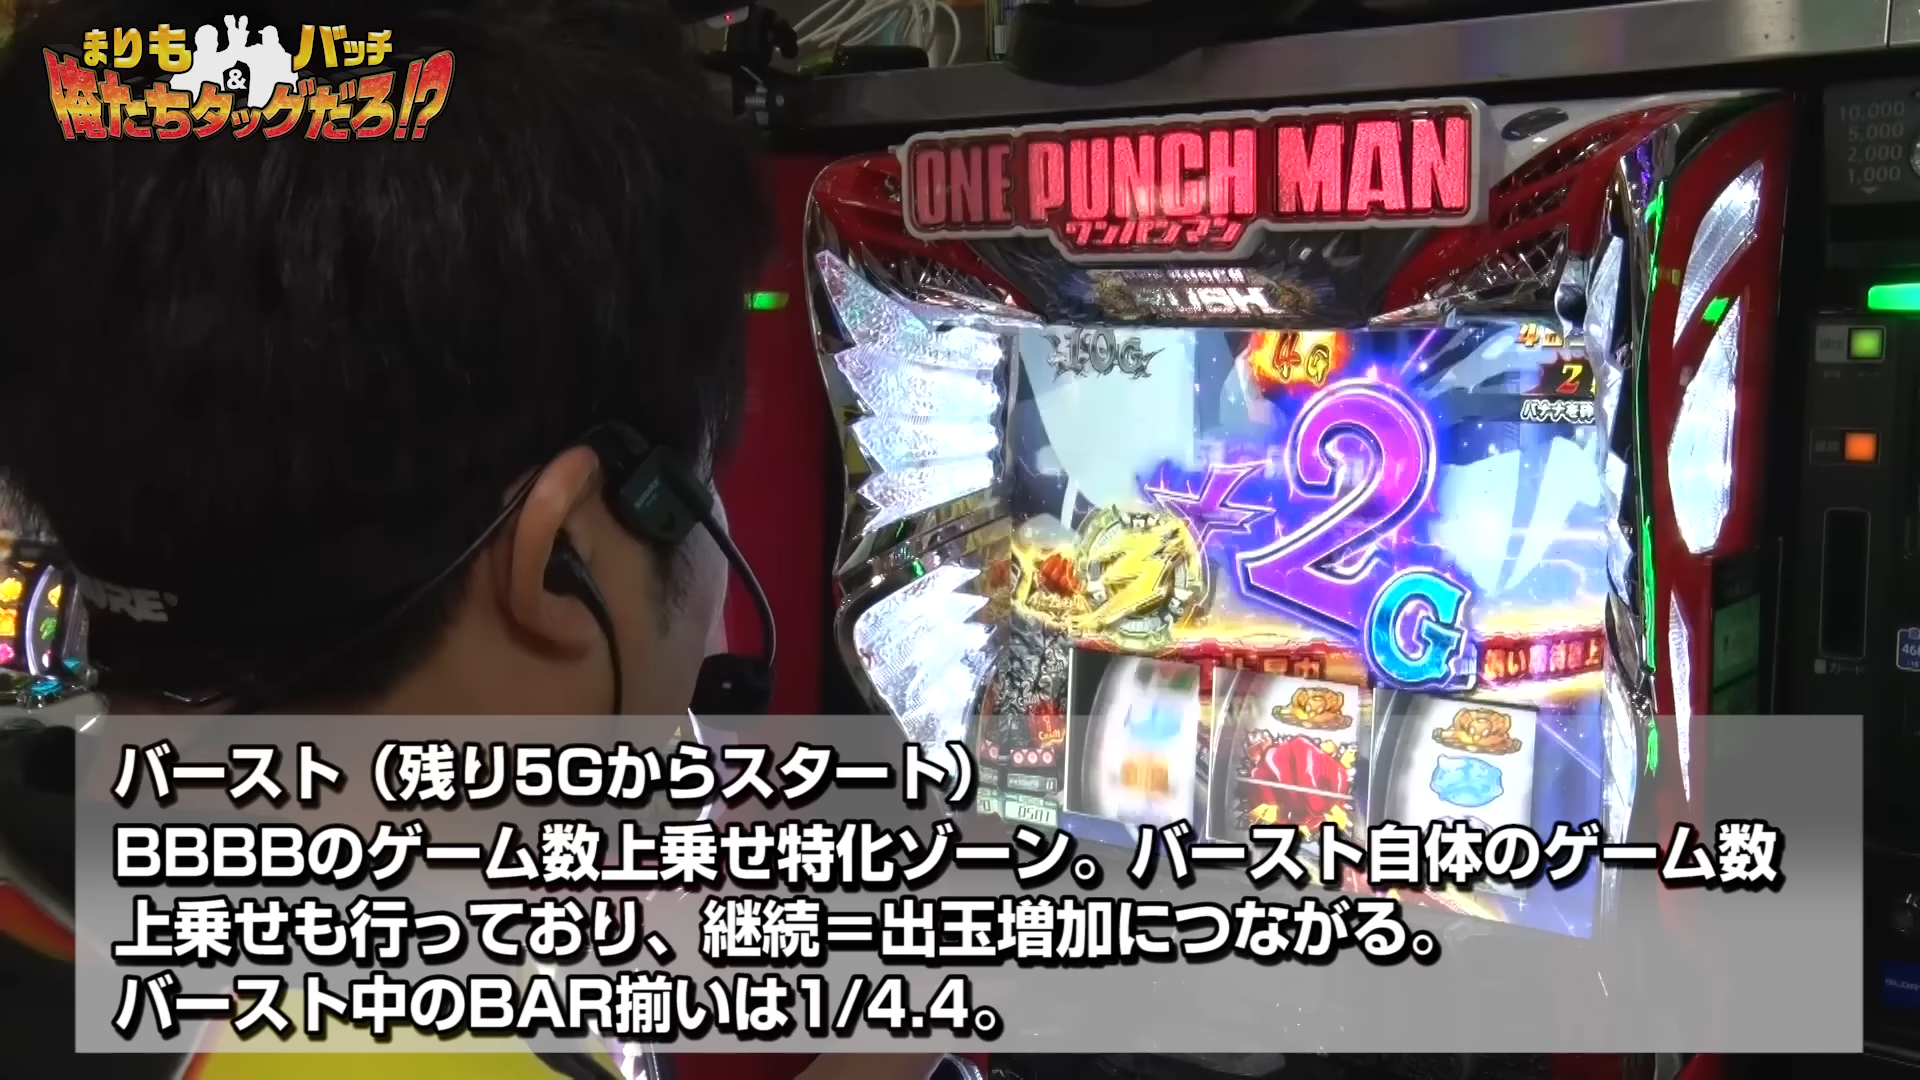 まりも&バッチ
俺たちタッグだろ!?
10,000
5,000
2,000
1,000
ONE PUNCH MAN
ワンパンマン
PUNCH
RUSH
10G
4G
+2G
バースト（残り5Gからスタート）
BBBBのゲーム数上乗せ特化ゾーン。バースト自体のゲーム数
上乗せも行っており、継続＝出玉増加につながる。
バースト中のBAR揃いは1/4.4。